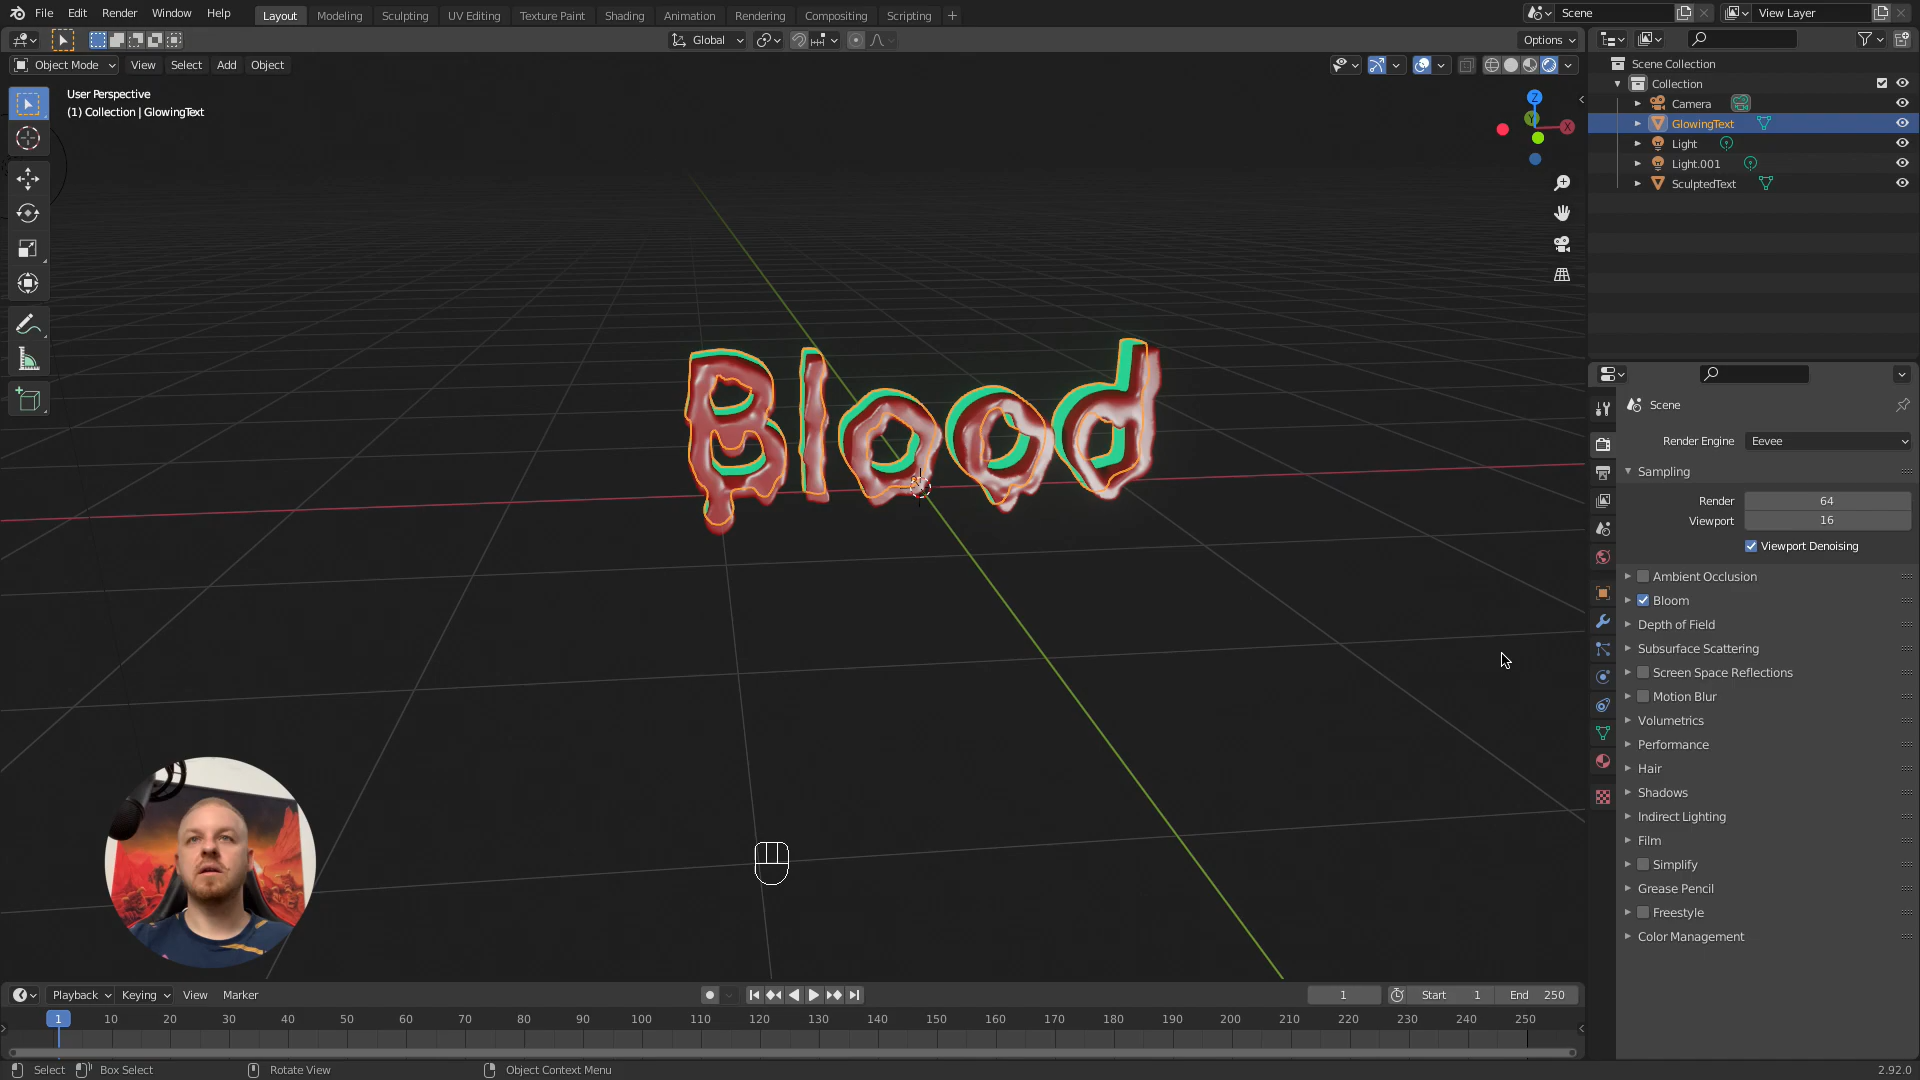 File Edit Render Window Help
Layout Modeling Sculpting UV Editing Texture Paint Shading Animation Rendering Compositing Scripting +
Scene
View Layer
Global
Options
Object Mode View Select Add Object
User Perspective
(1) Collection | GlowingText
Z
Y
X
Blood
Scene Collection
Collection
Camera
GlowingText
Light
Light.001
SculptedText
Scene
Render Engine Eevee
Sampling
Render 64
Viewport 16
Viewport Denoising
Ambient Occlusion
Bloom
Depth of Field
Subsurface Scattering
Screen Space Reflections
Motion Blur
Volumetrics
Performance
Hair
Shadows
Indirect Lighting
Film
Simplify
Grease Pencil
Freestyle
Color Management
Playback Keying View Marker
1 Start 1 End 250
1 10 20 30 40 50 60 70 80 90 100 110 120 130 140 150 160 170 180 190 200 210 220 230 240 250
Select Box Select Rotate View Object Context Menu 2.92.0